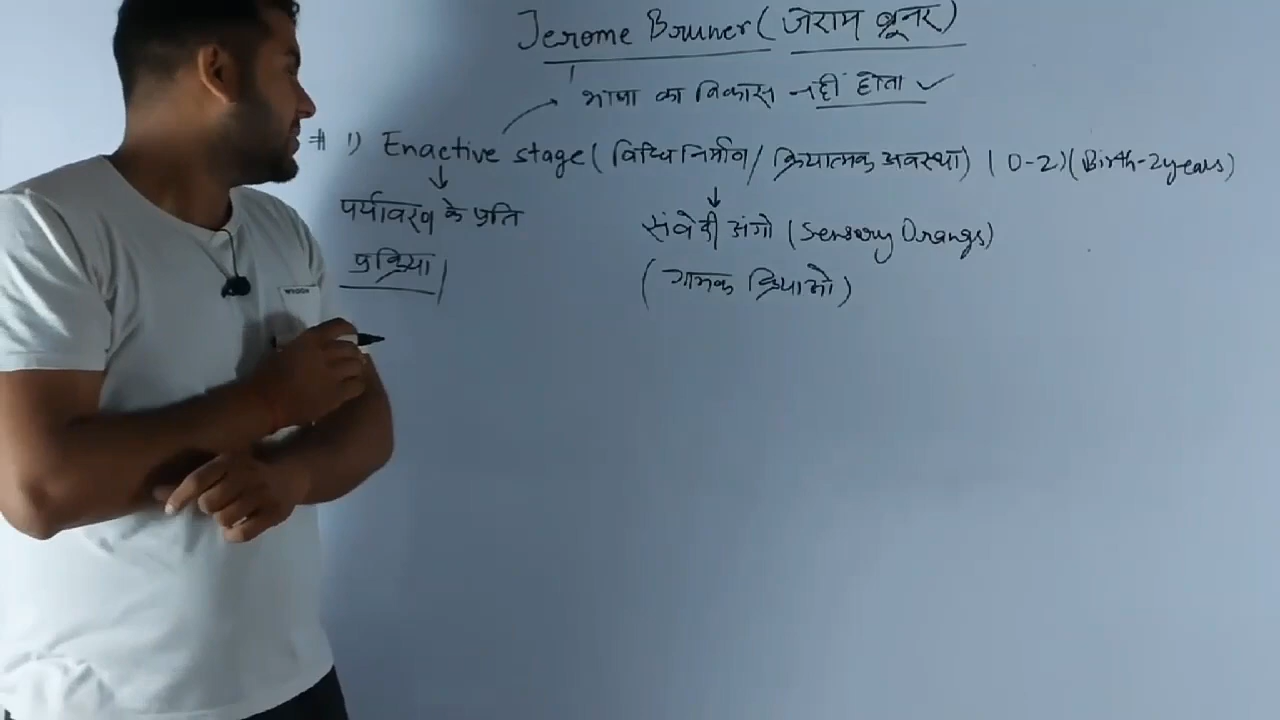 Jerome Bruner (जेराम ब्रूनर)
भाषा का विकास नहीं होता ✓
# 1) Enactive stage (विधि निर्माण / क्रियात्मक अवस्था) (0-2) (Birth-2years)
पर्यावरण के प्रति
प्रक्रिया
संवेदी अंगो (Sensory Orangs)
(गामक क्रियाओ)